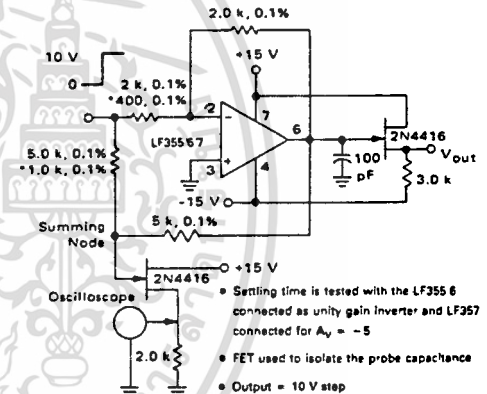 2.0 k, 0.1%
+15 V
10 V
0
2 k, 0.1%
*400, 0.1%
2
−
7
LF355/6/7
6
2N4416
Vout
+
3
4
100
pF
5.0 k, 0.1%
*1.0 k, 0.1%
-15 V
3.0 k
5 k, 0.1%
Summing
Node
+15 V
2N4416
Oscilloscope
2.0 k
• Settling time is tested with the LF355 6
connected as unity gain inverter and LF357
connected for Av = −5
• FET used to isolate the probe capacitance
• Output = 10 V step